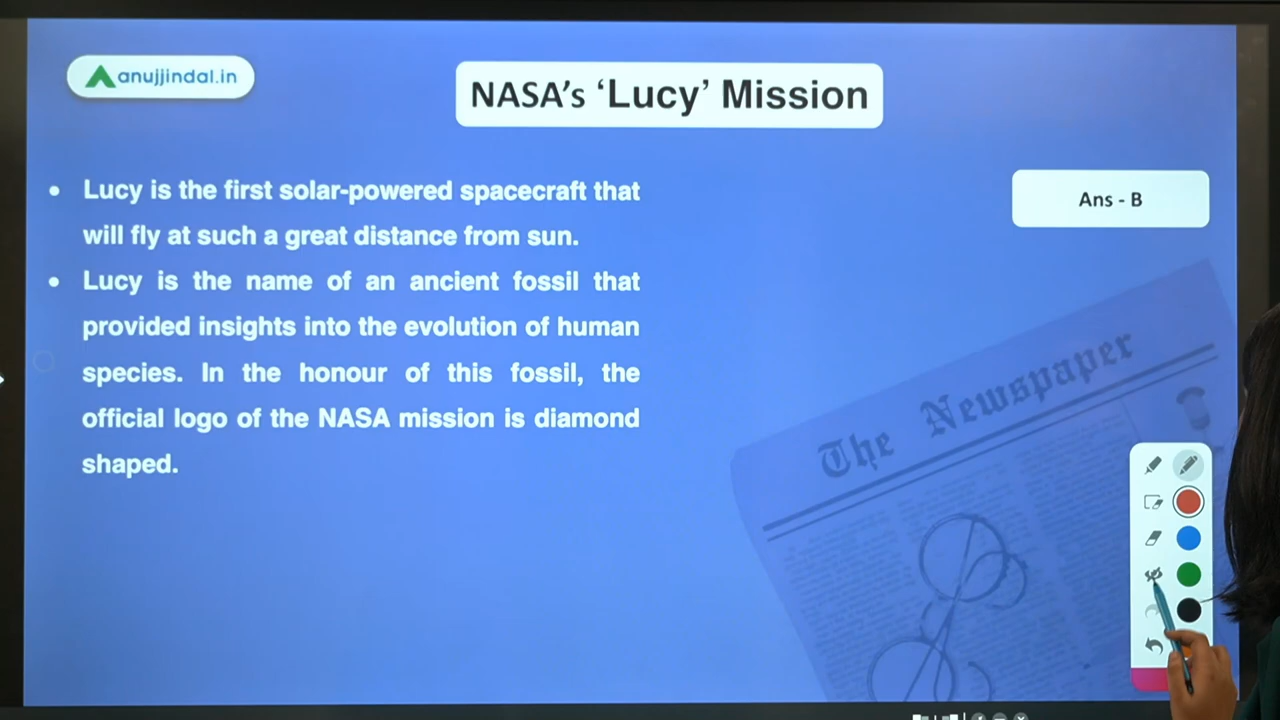 anujjindal.in
NASA's ‘Lucy’ Mission
• Lucy is the first solar-powered spacecraft that
will fly at such a great distance from sun.
• Lucy is the name of an ancient fossil that
provided insights into the evolution of human
species. In the honour of this fossil, the
official logo of the NASA mission is diamond
shaped.
Ans - B
The Newspaper